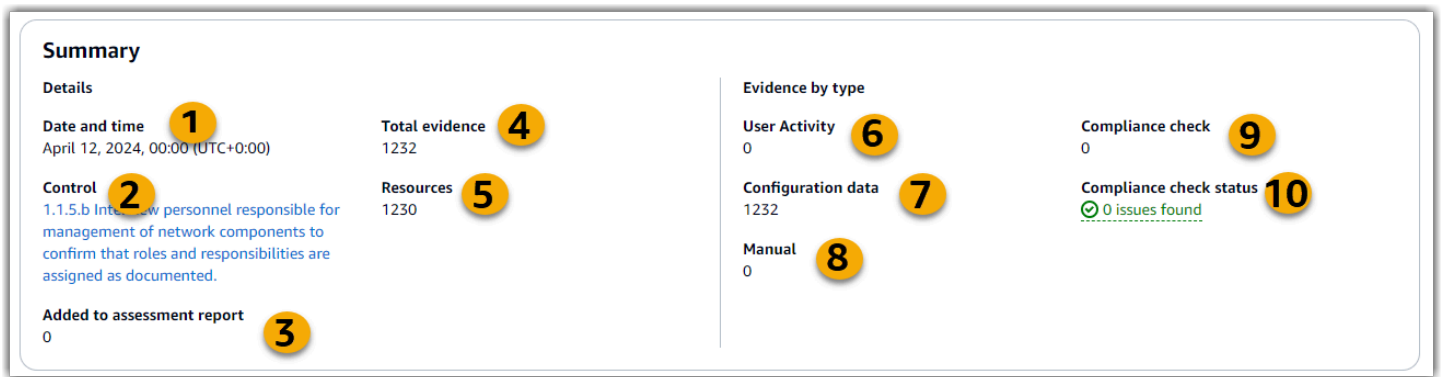 Summary
Details
Date and time 1
April 12, 2024, 00:00 (UTC+0:00)
Control 2
1.1.5.b Interview personnel responsible for
management of network components to
confirm that roles and responsibilities are
assigned as documented.
Added to assessment report 3
0
Total evidence 4
1232
Resources 5
1230
Evidence by type
User Activity 6
0
Configuration data 7
1232
Manual 8
0
Compliance check 9
0
Compliance check status 10
0 issues found